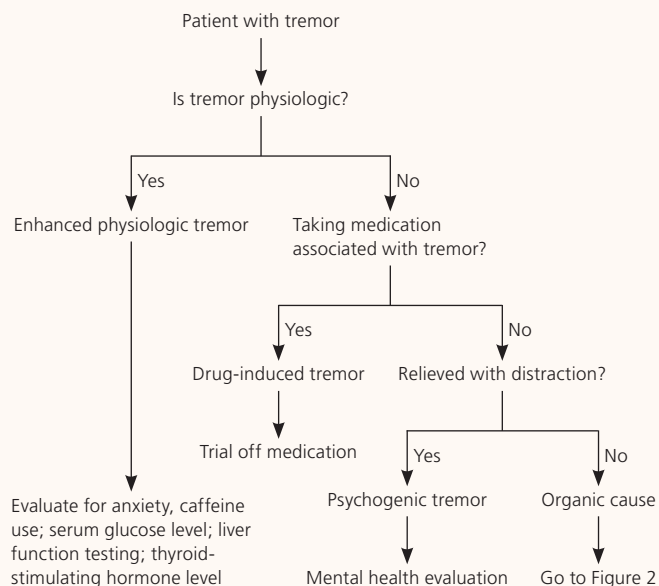 Patient with tremor
Is tremor physiologic?
Yes
No
Enhanced physiologic tremor
Taking medication
associated with tremor?
Yes
No
Drug-induced tremor
Relieved with distraction?
Trial off medication
Yes
No
Evaluate for anxiety, caffeine
use; serum glucose level; liver
function testing; thyroid-
stimulating hormone level
Psychogenic tremor
Organic cause
Mental health evaluation
Go to Figure 2